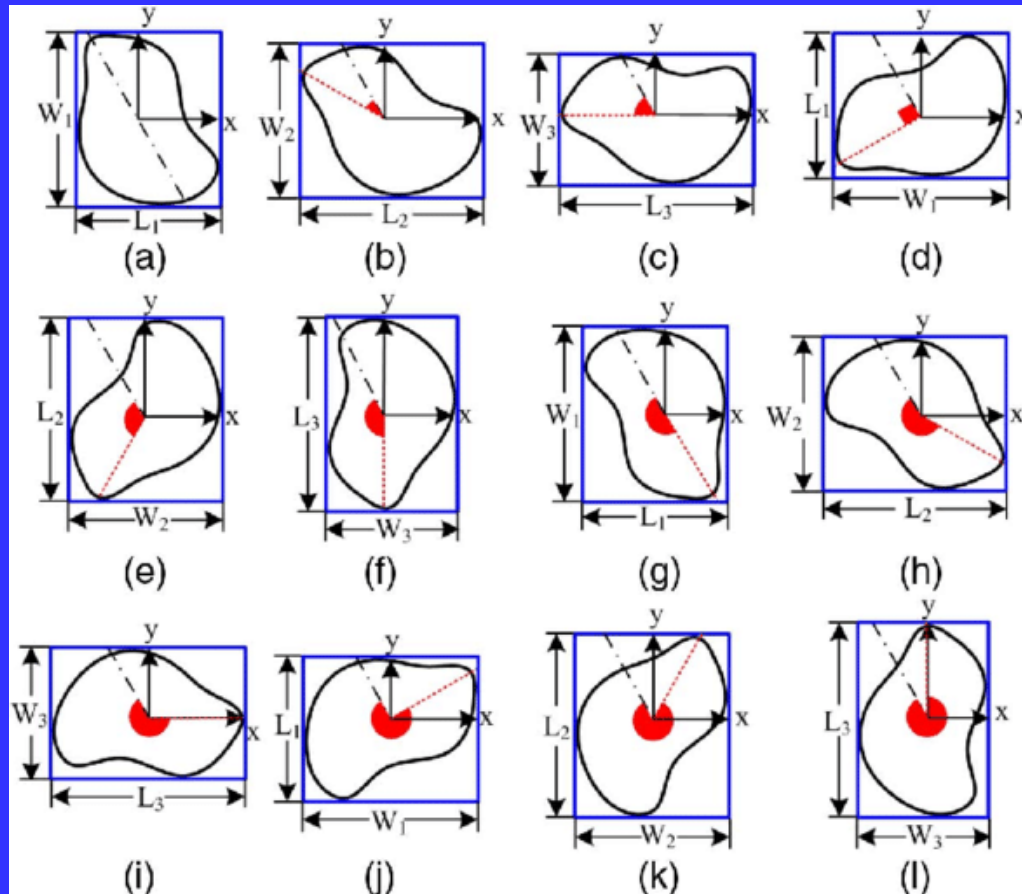 y
W₁
x
L₁
(a)
y
W₂
x
L₂
(b)
y
W₃
x
L₃
(c)
y
L₁
x
W₁
(d)
y
L₂
x
W₂
(e)
y
L₃
x
W₃
(f)
y
W₁
x
L₁
(g)
y
W₂
x
L₂
(h)
y
W₃
x
L₃
(i)
y
L₁
x
W₁
(j)
y
L₂
x
W₂
(k)
y
L₃
x
W₃
(l)